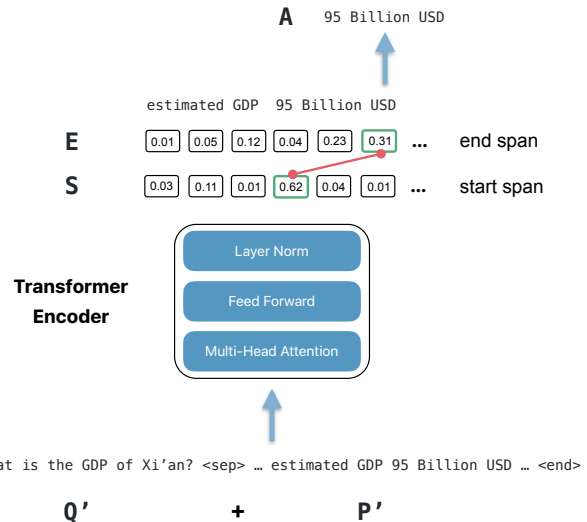 A 95 Billion USD
estimated GDP 95 Billion USD
E 0.01 0.05 0.12 0.04 0.23 0.31 ... end span
S 0.03 0.11 0.01 0.62 0.04 0.01 ... start span
Layer Norm
Transformer Encoder
Feed Forward
Multi-Head Attention
at is the GDP of Xi'an? <sep> … estimated GDP 95 Billion USD … <end>
Q' + P'